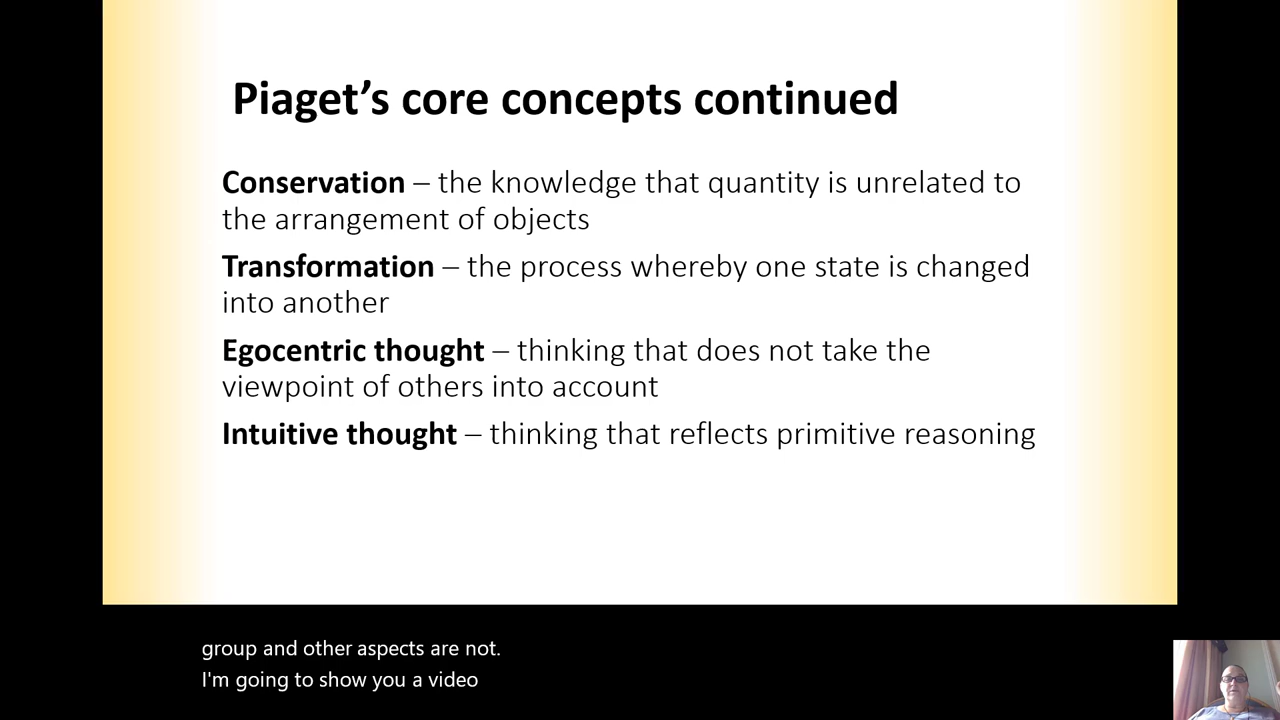 Piaget’s core concepts continued
Conservation – the knowledge that quantity is unrelated to
the arrangement of objects
Transformation – the process whereby one state is changed
into another
Egocentric thought – thinking that does not take the
viewpoint of others into account
Intuitive thought – thinking that reflects primitive reasoning
group and other aspects are not.
I'm going to show you a video